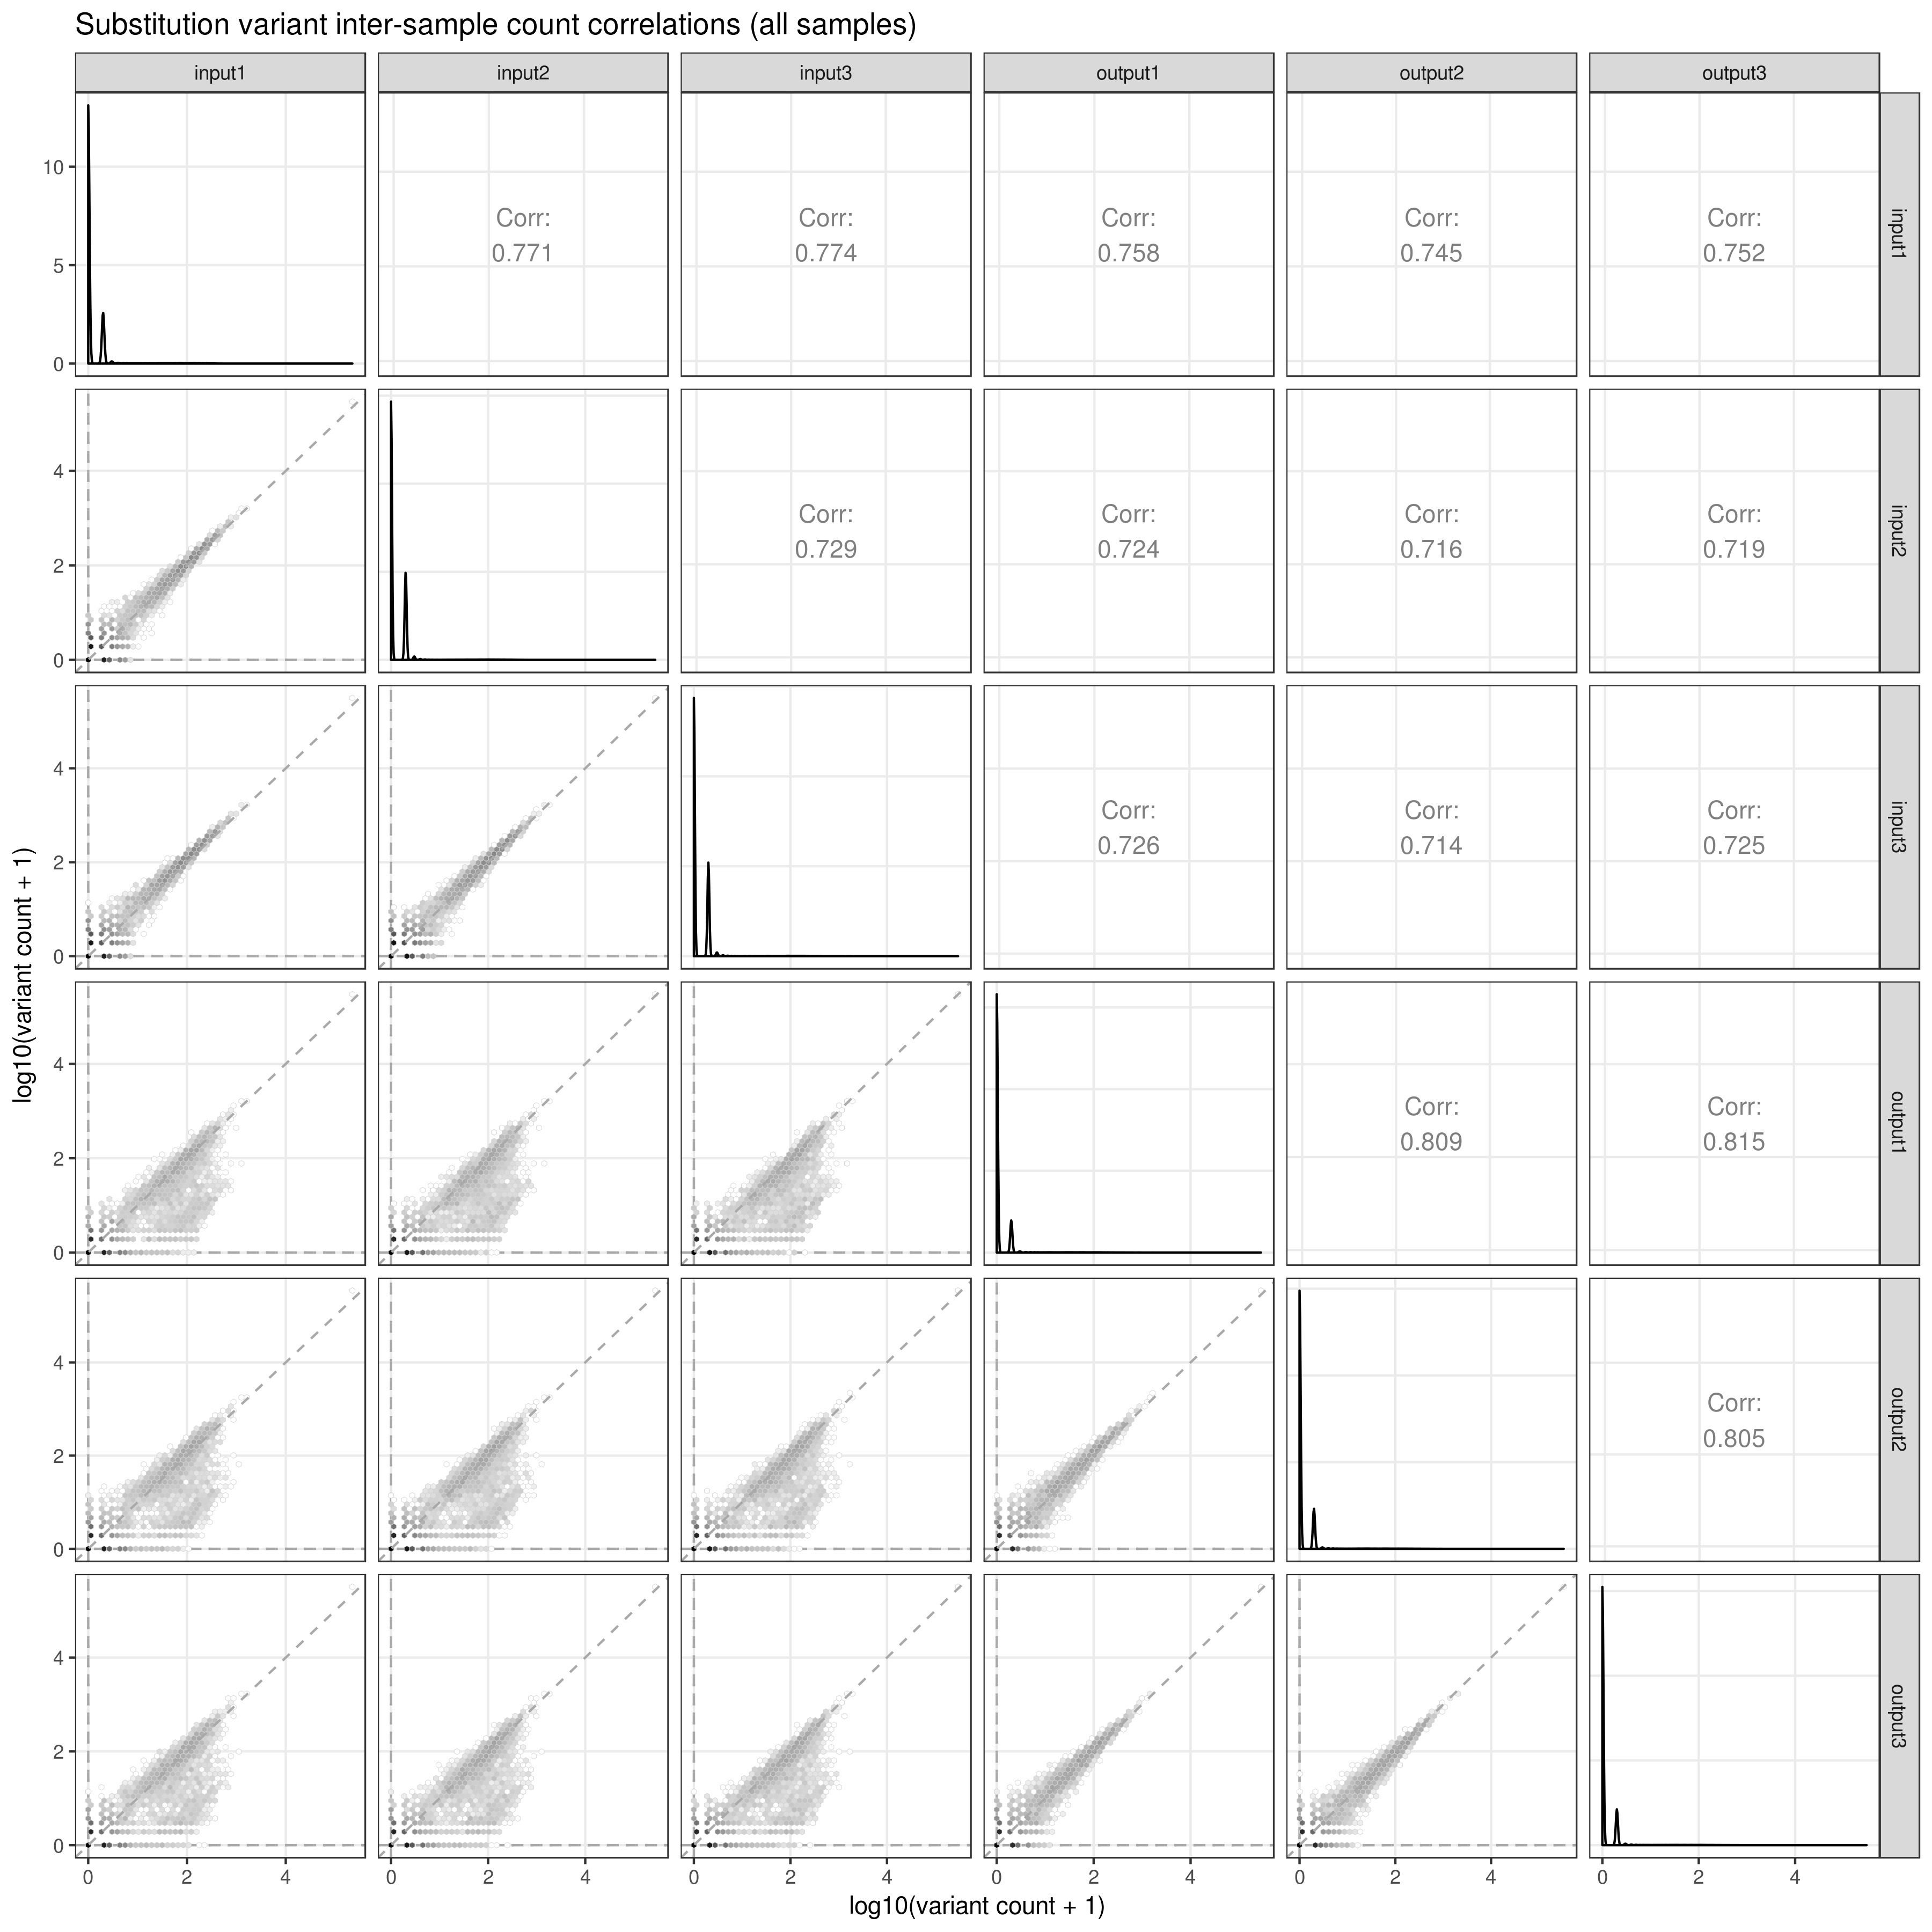 Substitution variant inter-sample count correlations (all samples)
input1 input2 input3 output1 output2 output3
10
5
0
Corr:
0.771
Corr:
0.774
Corr:
0.758
Corr:
0.745
Corr:
0.752
input1
4
2
0
Corr:
0.729
Corr:
0.724
Corr:
0.716
Corr:
0.719
input2
4
2
0
Corr:
0.726
Corr:
0.714
Corr:
0.725
input3
log10(variant count + 1)
4
2
0
Corr:
0.809
Corr:
0.815
output1
4
2
0
Corr:
0.805
output2
4
2
0
output3
0 2 4 0 2 4 0 2 4 0 2 4 0 2 4 0 2 4
log10(variant count + 1)